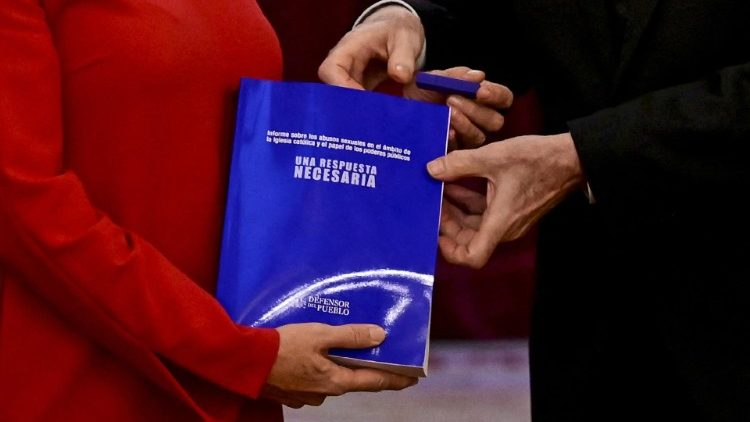 Informe sobre los abusos sexuales en el ámbito de
la Iglesia católica y el papel de los poderes públicos
UNA RESPUESTA
NECESARIA
DEFENSOR
DEL PUEBLO